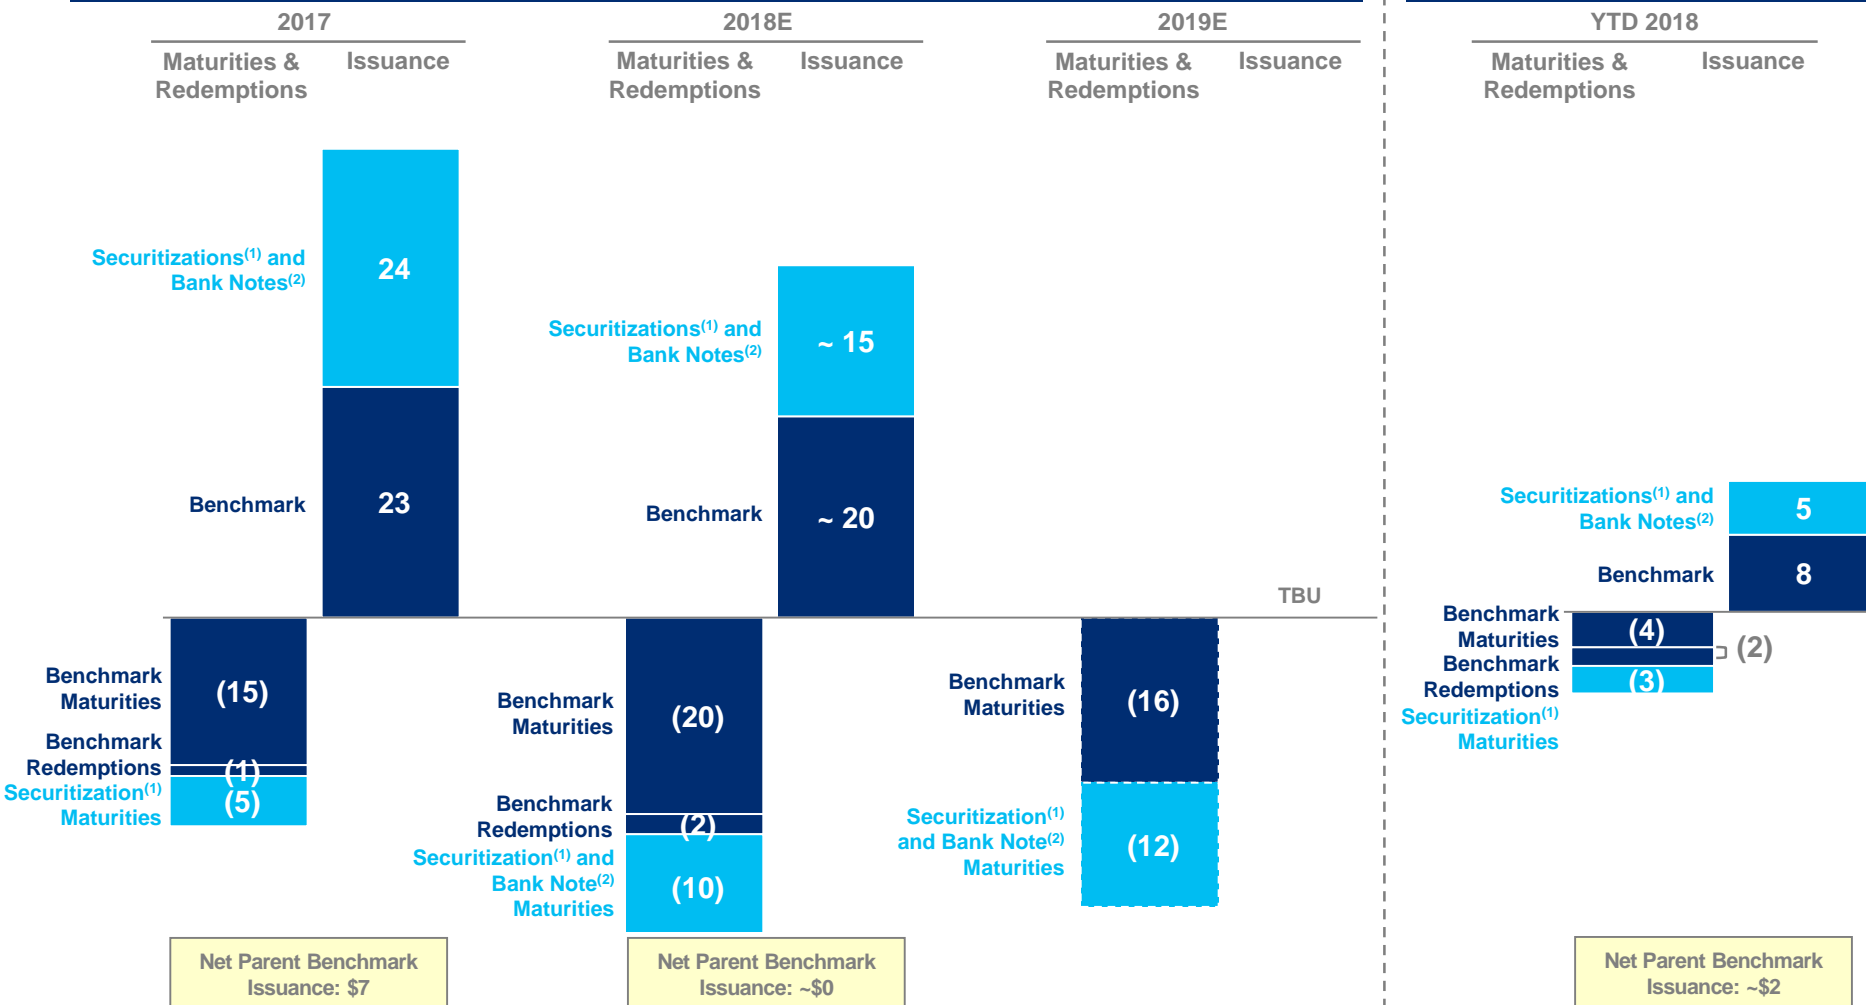 2017
Maturities &
Redemptions
Issuance
Securitizations(1) and
Bank Notes(2)
24
Benchmark
23
Benchmark
Maturities
(15)
Benchmark
Redemptions
(1)
Securitization(1)
Maturities
(5)
Net Parent Benchmark
Issuance: $7
2018E
Maturities &
Redemptions
Issuance
Securitizations(1) and
Bank Notes(2)
~ 15
Benchmark
~ 20
Benchmark
Maturities
(20)
Benchmark
Redemptions
(2)
Securitization(1) and
Bank Note(2)
Maturities
(10)
Net Parent Benchmark
Issuance: ~$0
2019E
Maturities &
Redemptions
Issuance
TBU
Benchmark
Maturities
(16)
Securitization(1)
and Bank Note(2)
Maturities
(12)
YTD 2018
Maturities &
Redemptions
Issuance
Securitizations(1) and
Bank Notes(2)
5
Benchmark
8
Benchmark
Maturities
(4)
Benchmark
Redemptions
(2)
Securitization(1)
Maturities
(3)
Net Parent Benchmark
Issuance: ~$2